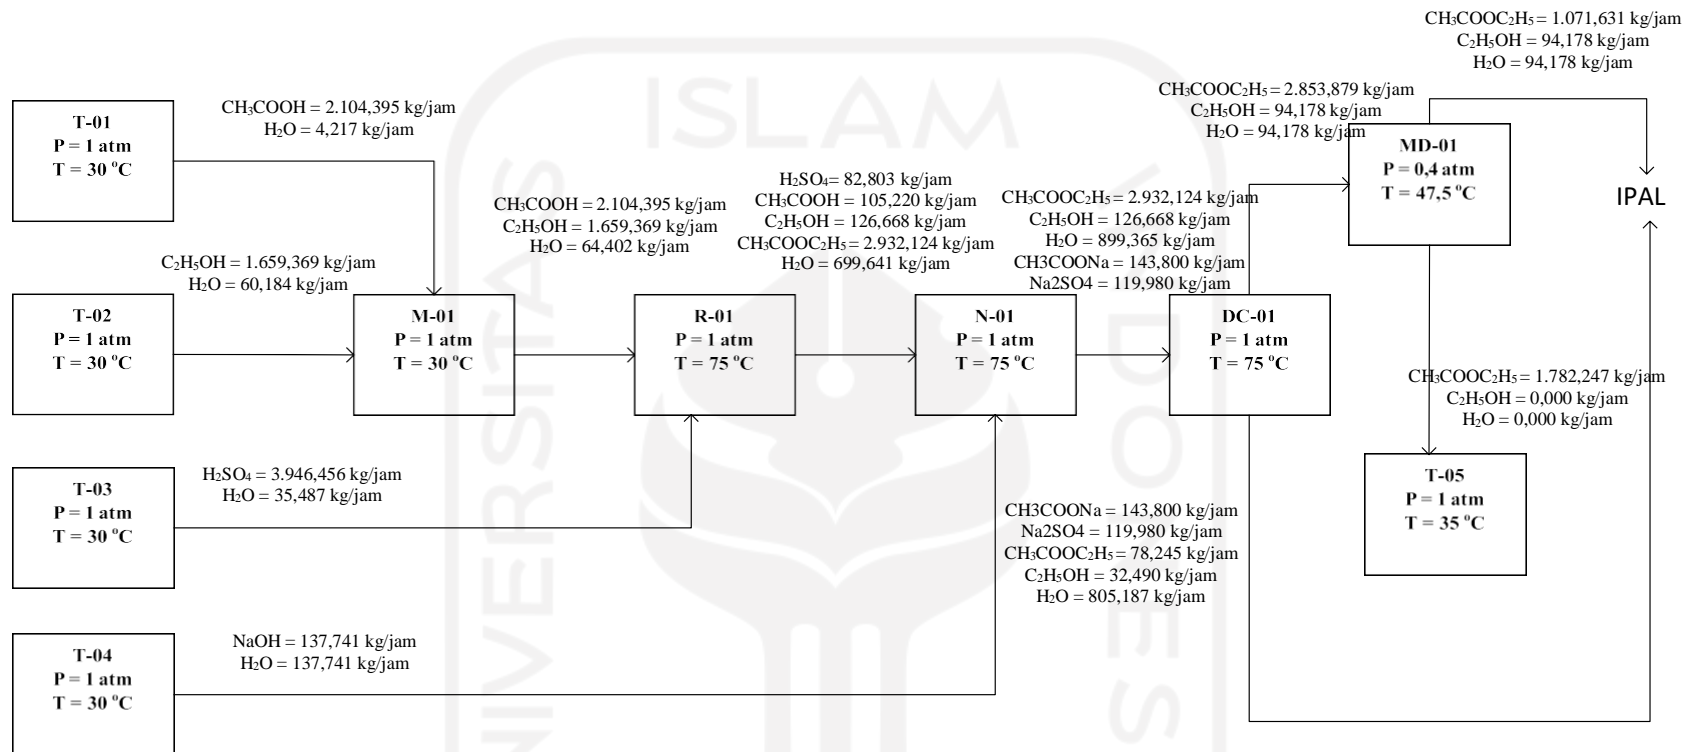 CH₃COOC₂H₅ = 1.071,631 kg/jam
C₂H₅OH = 94,178 kg/jam
H₂O = 94,178 kg/jam
CH₃COOC₂H₅ = 2.853,879 kg/jam
C₂H₅OH = 94,178 kg/jam
H₂O = 94,178 kg/jam
T-01
P = 1 atm
T = 30 °C
CH₃COOH = 2.104,395 kg/jam
H₂O = 4,217 kg/jam
MD-01
P = 0,4 atm
T = 47,5 °C
IPAL
CH₃COOH = 2.104,395 kg/jam
C₂H₅OH = 1.659,369 kg/jam
H₂O = 64,402 kg/jam
H₂SO₄= 82,803 kg/jam
CH₃COOH = 105,220 kg/jam
C₂H₅OH = 126,668 kg/jam
CH₃COOC₂H₅ = 2.932,124 kg/jam
H₂O = 699,641 kg/jam
CH₃COOC₂H₅ = 2.932,124 kg/jam
C₂H₅OH = 126,668 kg/jam
H₂O = 899,365 kg/jam
CH3COONa = 143,800 kg/jam
Na2SO4 = 119,980 kg/jam
C₂H₅OH = 1.659,369 kg/jam
H₂O = 60,184 kg/jam
T-02
P = 1 atm
T = 30 °C
M-01
P = 1 atm
T = 30 °C
R-01
P = 1 atm
T = 75 °C
N-01
P = 1 atm
T = 75 °C
DC-01
P = 1 atm
T = 75 °C
CH₃COOC₂H₅ = 1.782,247 kg/jam
C₂H₅OH = 0,000 kg/jam
H₂O = 0,000 kg/jam
T-03
P = 1 atm
T = 30 °C
H₂SO₄ = 3.946,456 kg/jam
H₂O = 35,487 kg/jam
T-05
P = 1 atm
T = 35 °C
CH3COONa = 143,800 kg/jam
Na2SO4 = 119,980 kg/jam
CH₃COOC₂H₅ = 78,245 kg/jam
C₂H₅OH = 32,490 kg/jam
H₂O = 805,187 kg/jam
T-04
P = 1 atm
T = 30 °C
NaOH = 137,741 kg/jam
H₂O = 137,741 kg/jam
ISLAM